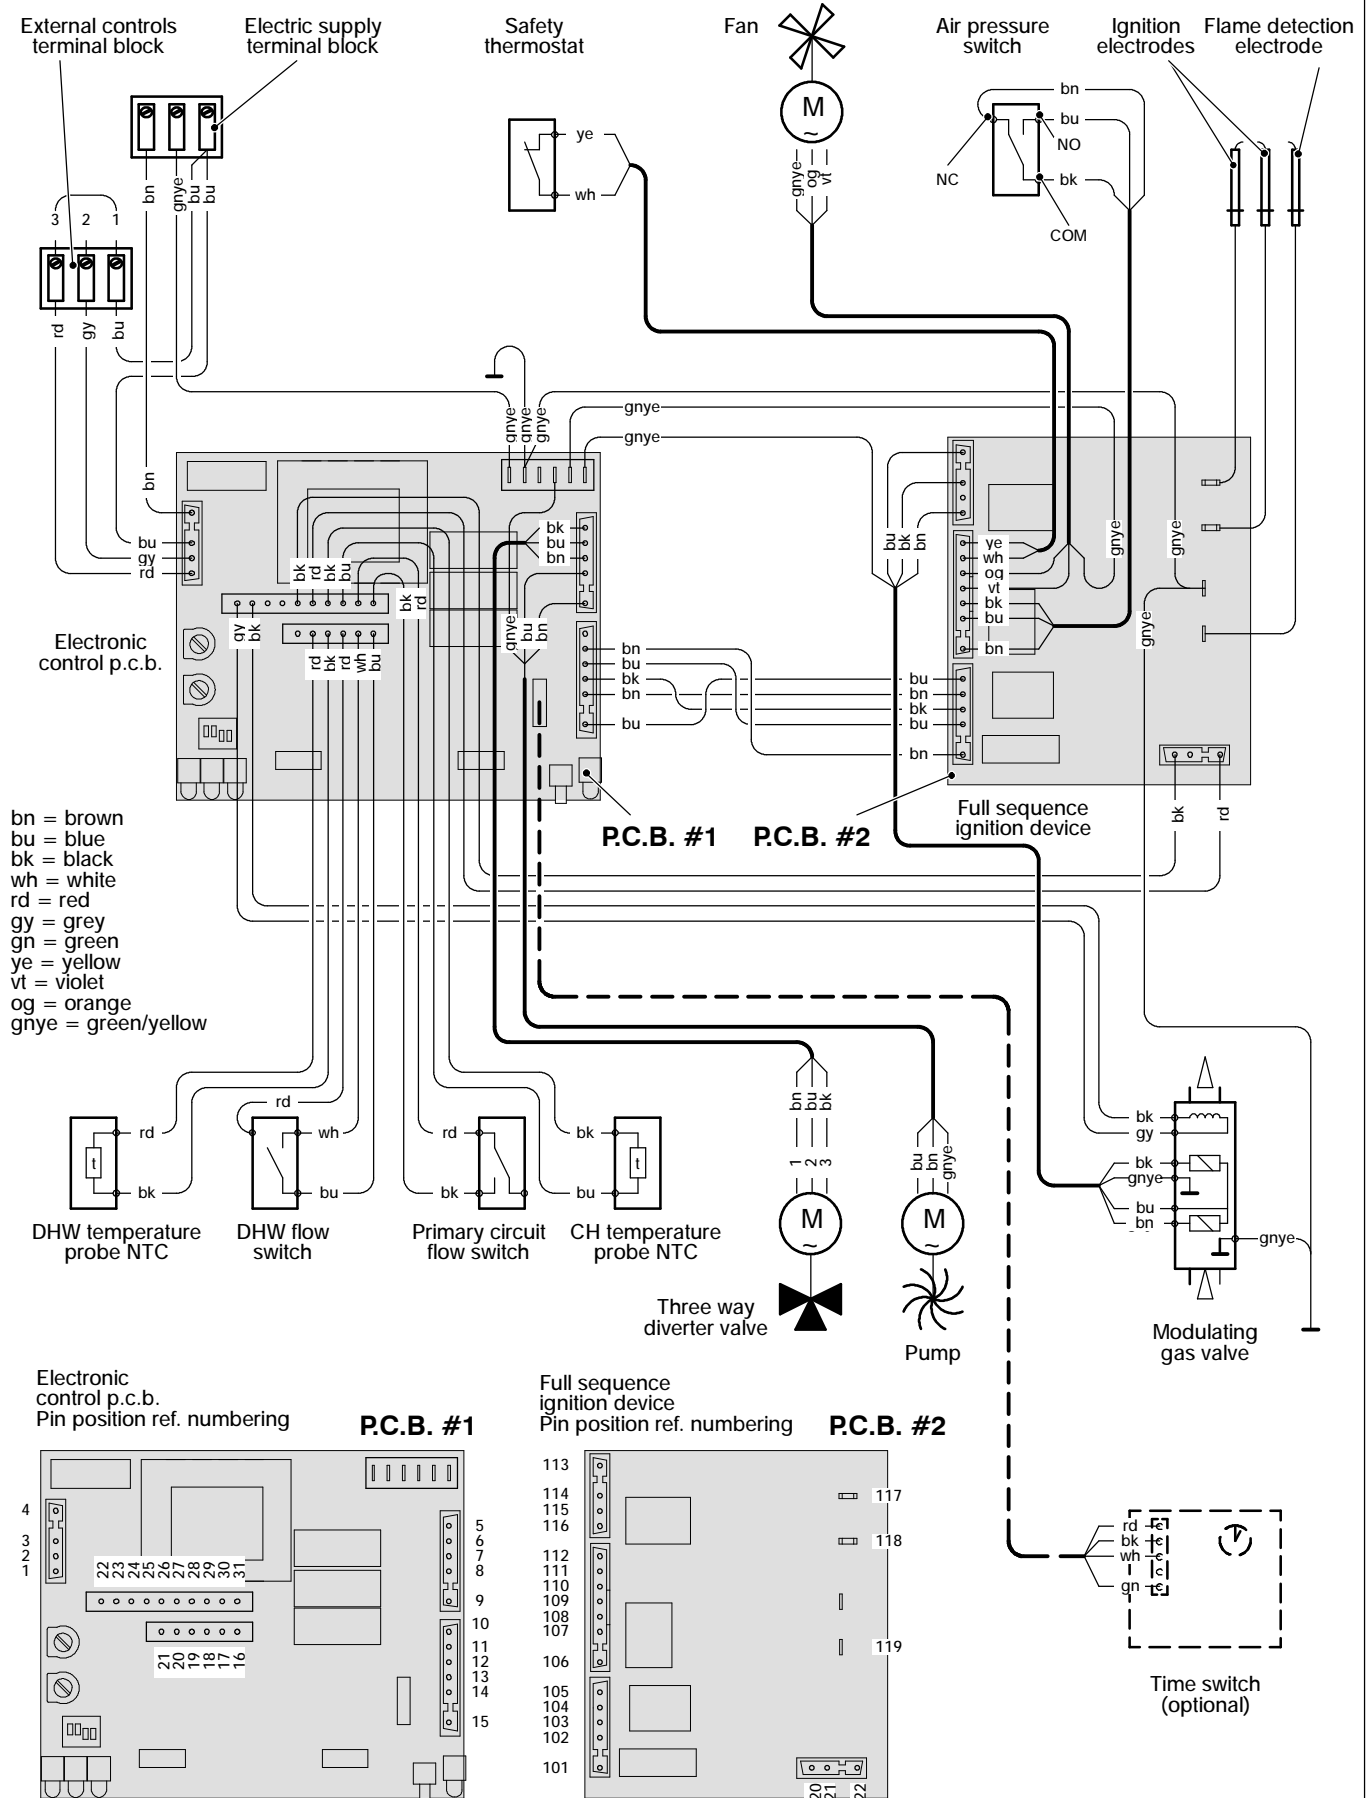 External controls
terminal block
Electric supply
terminal block
Safety
thermostat
Fan
Air pressure
switch
Ignition
electrodes
Flame detection
electrode
M
~
bn
bu
NO
NC
bk
COM
ye
wh
gnye
og
vt
bn
gnye
bu
bu
3 2 1
rd
gy
bu
gnye
gnye
gnye
gnye
gnye
bn
bu
gy
rd
bk
rd
bk
bu
bk
rd
gy
bk
rd
bk
rd
wh
bu
bk
bu
bn
gnye
bu
bn
bu
bk
bn
ye
wh
og
vt
bk
bu
bn
gnye
gnye
gnye
Electronic
control p.c.b.
bn
bu
bk
bn
bu
bu
bn
bk
bu
bn
P.C.B. #1
P.C.B. #2
Full sequence
ignition device
bk
rd
bn = brown
bu = blue
bk = black
wh = white
rd = red
gy = grey
gn = green
ye = yellow
vt = violet
og = orange
gnye = green/yellow
rd
rd
bk
t
wh
bu
rd
bk
bk
bu
t
bn
bu
bk
1
2
3
bu
bn
gnye
M
~
M
~
bk
gy
bk
gnye
bu
bn
gnye
DHW temperature
probe NTC
DHW flow
switch
Primary circuit
flow switch
CH temperature
probe NTC
Three way
diverter valve
Pump
Modulating
gas valve
Electronic
control p.c.b.
Pin position ref. numbering
P.C.B. #1
Full sequence
ignition device
Pin position ref. numbering
P.C.B. #2
4
3
2
1
22
23
24
25
26
27
28
29
30
31
21
20
19
18
17
16
5
6
7
8
9
10
11
12
13
14
15
113
114
115
116
112
111
110
109
108
107
106
105
104
103
102
101
117
118
119
rd
bk
wh
gn
Time switch
(optional)